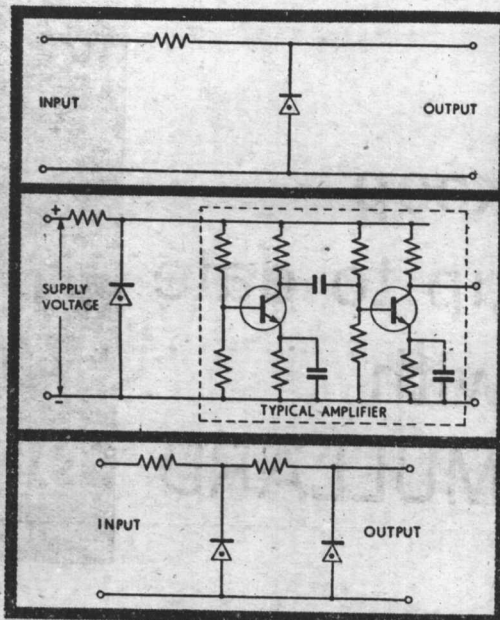 INPUT
OUTPUT
+
SUPPLY
VOLTAGE
-
TYPICAL AMPLIFIER
INPUT
OUTPUT